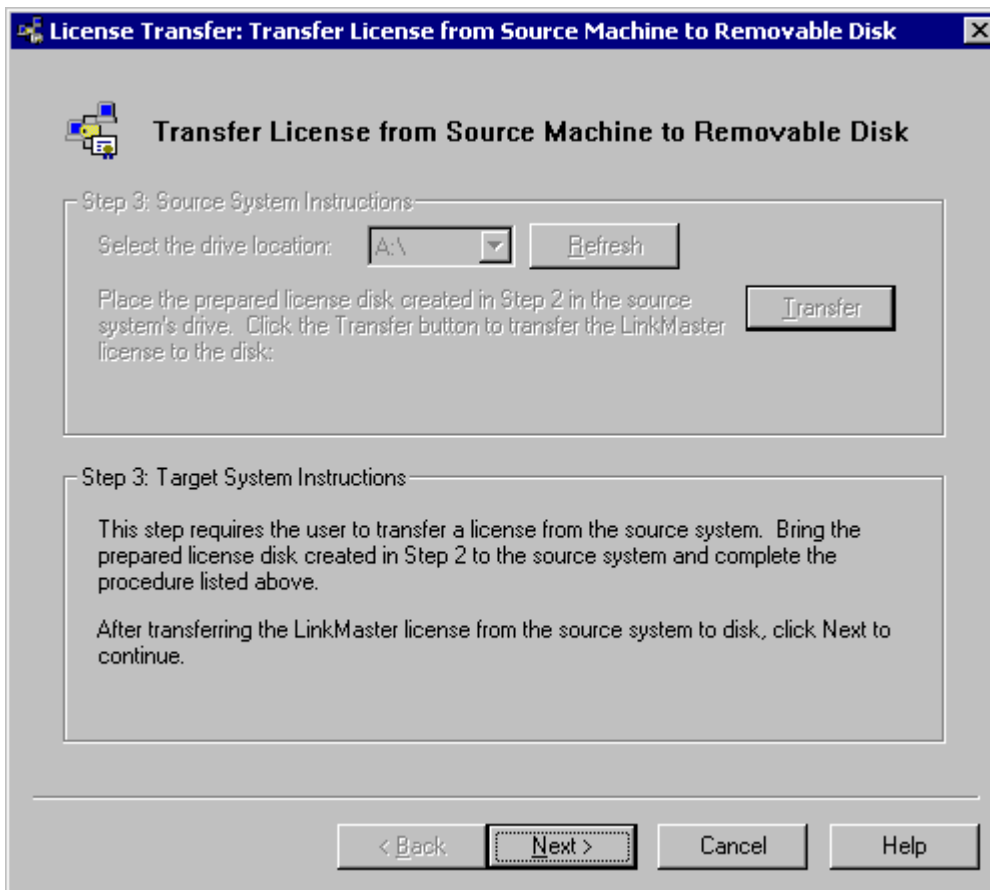 License Transfer: Transfer License from Source Machine to Removable Disk
Transfer License from Source Machine to Removable Disk
Step 3: Source System Instructions
Select the drive location:
A:\
Refresh
Place the prepared license disk created in Step 2 in the source
system's drive.  Click the Transfer button to transfer the LinkMaster
license to the disk:
Transfer
Step 3: Target System Instructions
This step requires the user to transfer a license from the source system.  Bring the
prepared license disk created in Step 2 to the source system and complete the
procedure listed above.
After transferring the LinkMaster license from the source system to disk, click Next to
continue.
< Back
Next >
Cancel
Help